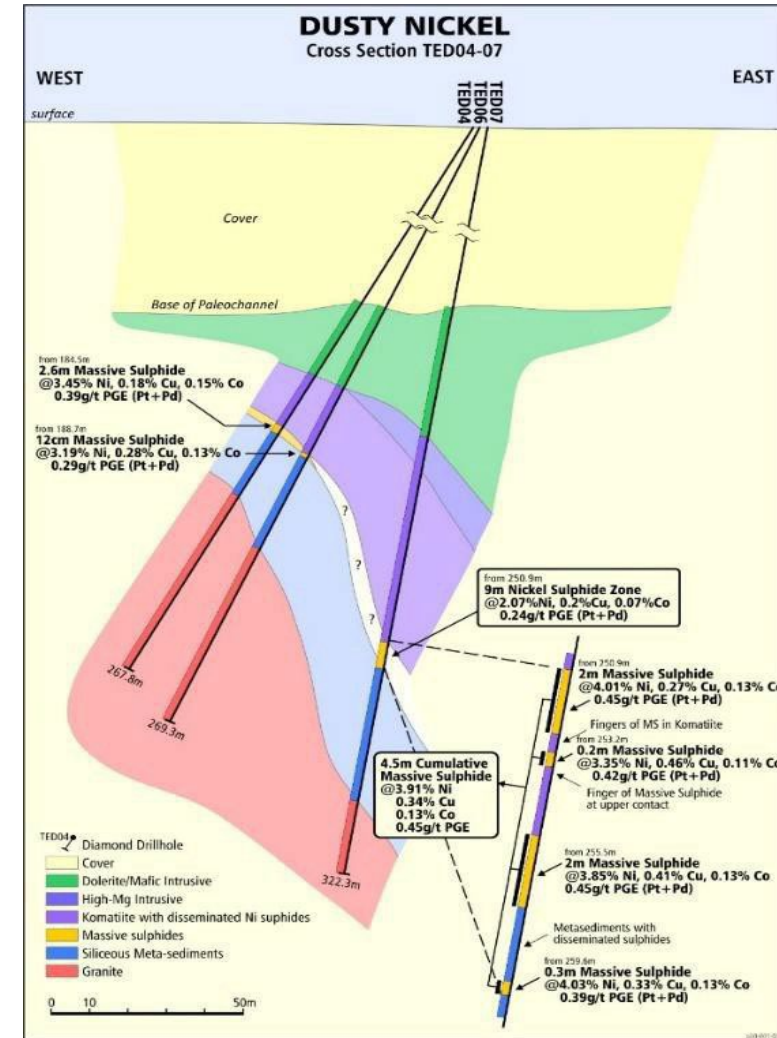 DUSTY NICKEL
Cross Section TED04-07
WEST
EAST
surface
TED04
TED06
TED07
Cover
Base of Paleochannel
from 184.5m
2.6m Massive Sulphide
@3.45% Ni, 0.18% Cu, 0.15% Co
0.39g/t PGE (Pt+Pd)
from 188.7m
12cm Massive Sulphide
@3.19% Ni, 0.28% Cu, 0.13% Co
0.29g/t PGE (Pt+Pd)
?
?
?
from 250.9m
9m Nickel Sulphide Zone
@2.07%Ni, 0.2%Cu, 0.07%Co
0.24g/t PGE (Pt+Pd)
267.8m
269.3m
322.3m
from 250.9m
2m Massive Sulphide
@4.01% Ni, 0.27% Cu, 0.13% Co
0.45g/t PGE (Pt+Pd)
Fingers of MS in Komatiite
from 253.2m
0.2m Massive Sulphide
@3.35% Ni, 0.46% Cu, 0.11% Co
0.42g/t PGE (Pt+Pd)
Finger of Massive Sulphide
at upper contact
4.5m Cumulative
Massive Sulphide
@3.91% Ni
0.34% Cu
0.13% Co
0.45g/t PGE
from 255.5m
2m Massive Sulphide
@3.85% Ni, 0.41% Cu, 0.13% Co
0.45g/t PGE (Pt+Pd)
Metasediments with
disseminated sulphides
from 259.6m
0.3m Massive Sulphide
@4.03% Ni, 0.33% Cu, 0.13% Co
0.39g/t PGE (Pt+Pd)
TED04
Diamond Drillhole
Cover
Dolerite/Mafic Intrusive
High-Mg Intrusive
Komatiite with disseminated Ni suphides
Massive sulphides
Siliceous Meta-sediments
Granite
0 10 50m